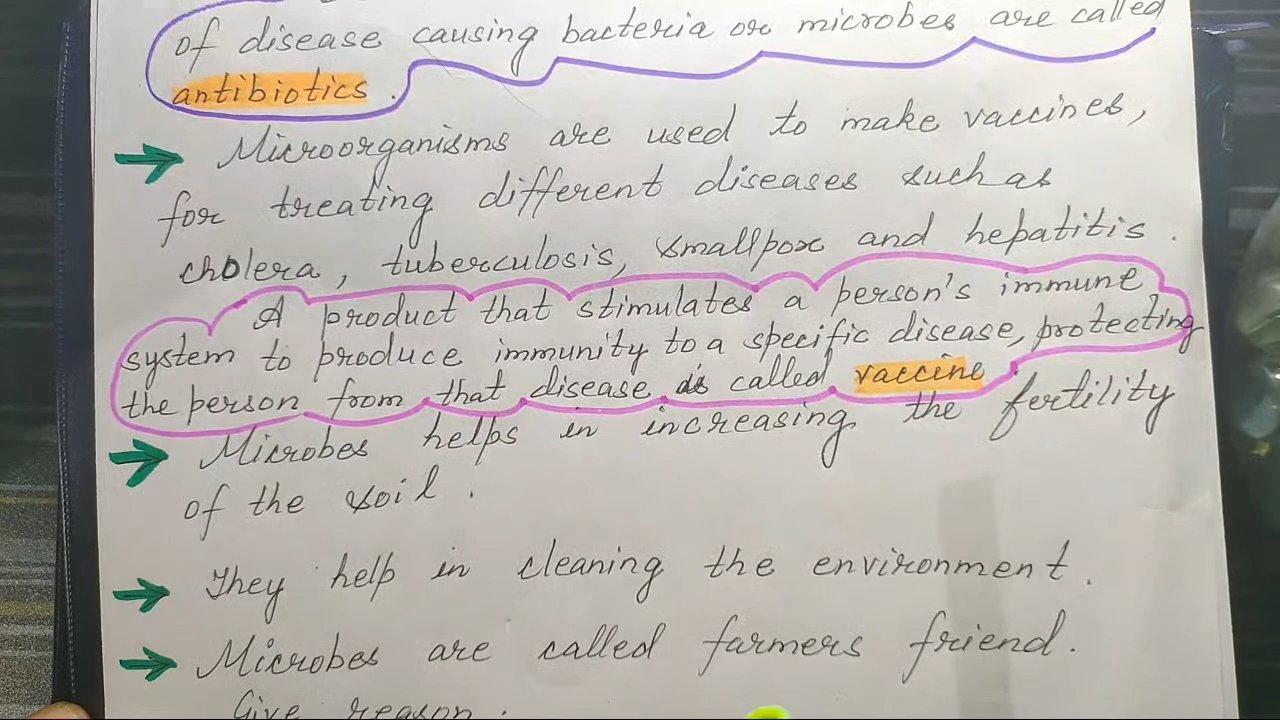 of disease causing bacteria or microbes are called
antibiotics.
Microorganisms are used to make vaccines,
for treating different diseases such as
cholera, tuberculosis, smallpox and hepatitis.
A product that stimulates a person's immune
system to produce immunity to a specific disease, protecting
the person from that disease is called vaccine
Microbes helps in increasing the fertility
of the soil.
They help in cleaning the environment.
Microbes are called farmers friend.
Give reason.